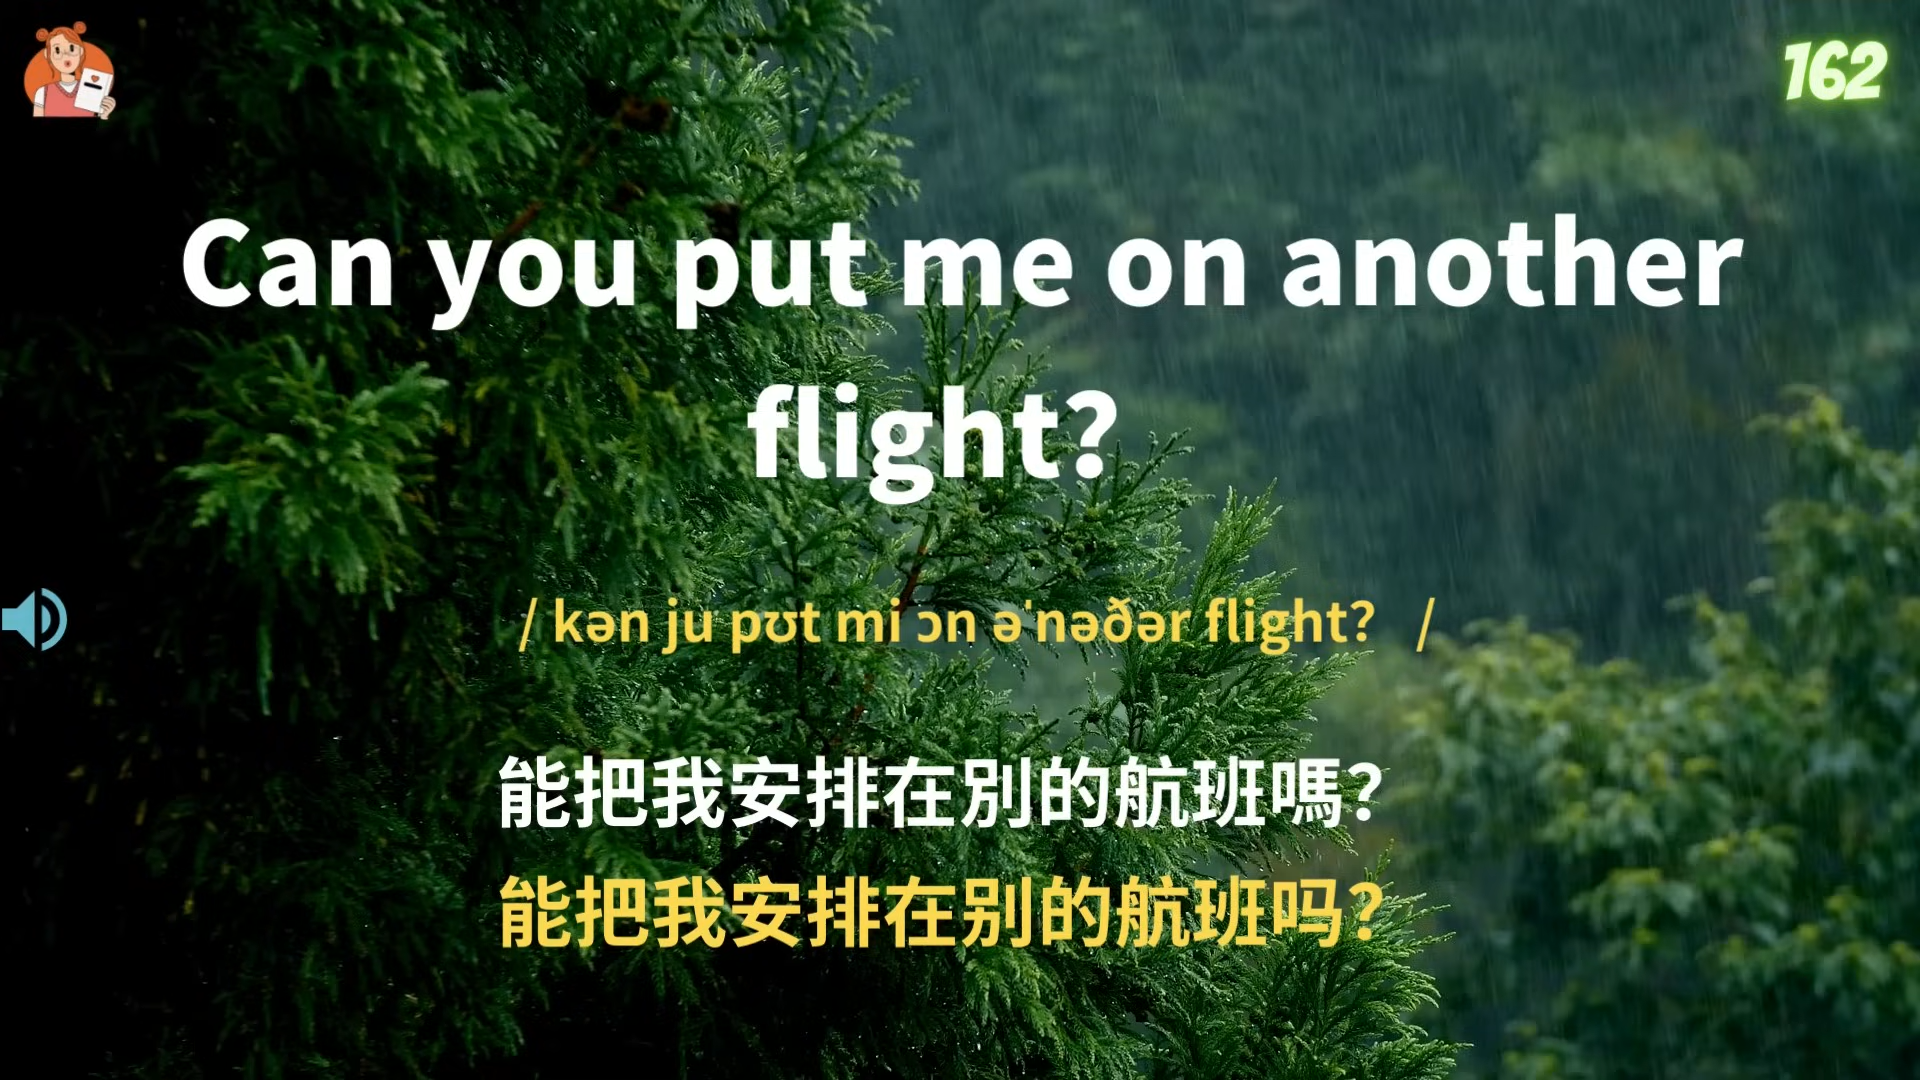 162
Can you put me on another
flight?
/ kən ju pʊt mi ɔn əˈnəðər flight? /
能把我安排在別的航班嗎？
能把我安排在别的航班吗？